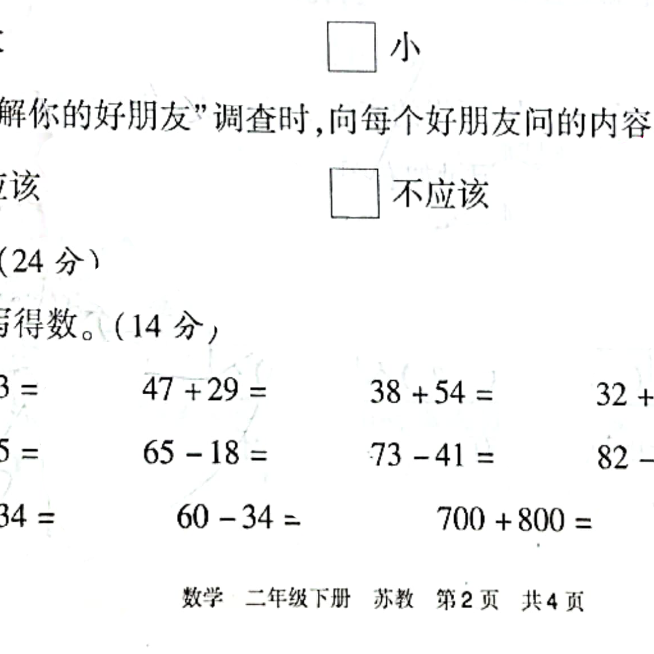 小
解你的好朋友”调查时,向每个好朋友问的内容
应该 不应该
(24 分)
写得数。(14 分)
3 = 47 + 29 = 38 + 54 = 32 +
5 = 65 - 18 = 73 - 41 = 82 -
34 = 60 - 34 = 700 + 800 =
数学 二年级下册 苏教 第2页 共4页